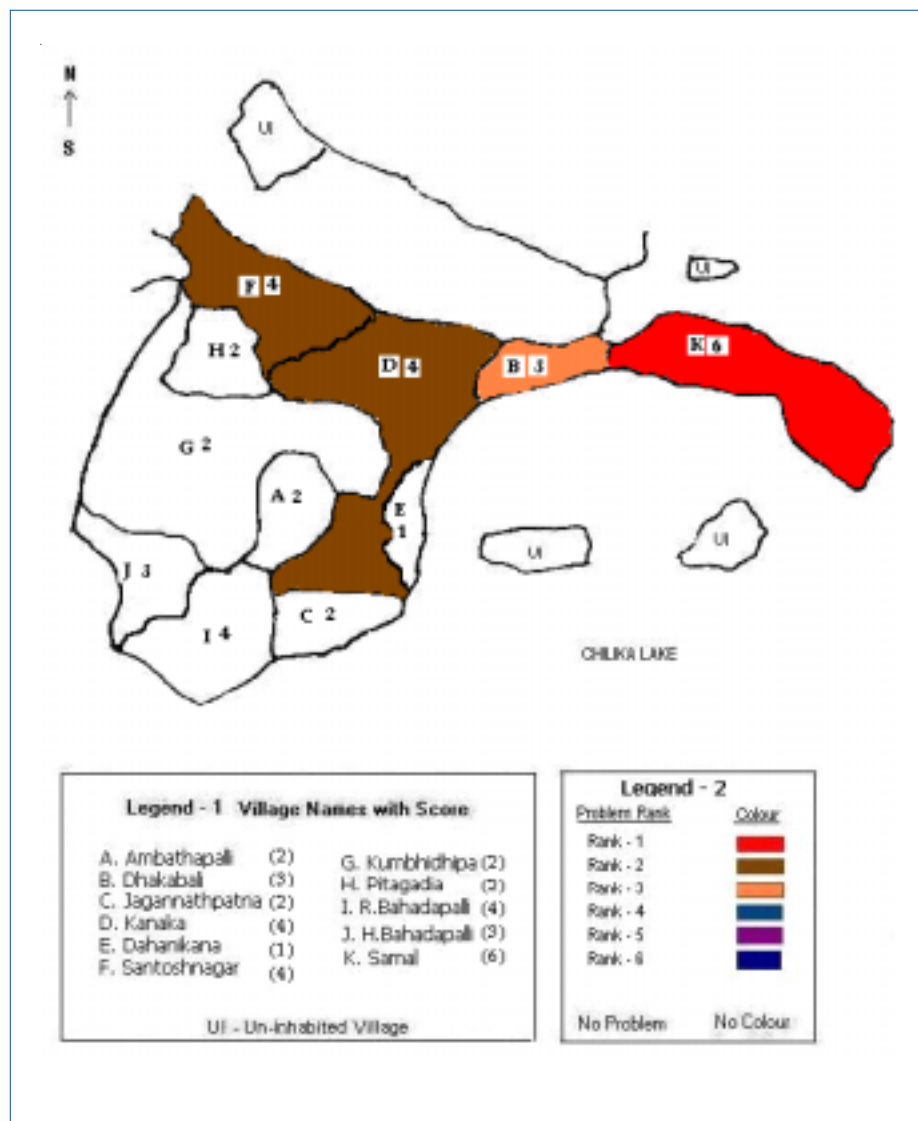 N
S
UI
UI
F 4
H 2
D 4
B 3
K 6
G 2
A 2
E
1
UI
UI
J 3
I 4
C 2
CHILIKA LAKE
Legend - 1 Village Names with Score
A. Ambathapalli (2)
B. Dhakabali (3)
C. Jagannathpatna (2)
D. Kanaka (4)
E. Dahanikana (1)
F. Santoshnagar (4)
G. Kumbhidhipa (2)
H. Pitagadia
I. R.Bahadapalli (4)
J. H.Bahadapalli (3)
K. Samal (6)
UI - Un-inhabited Village
Legend - 2
Problem Rank Colour
Rank - 1
Rank - 2
Rank - 3
Rank - 4
Rank - 5
Rank - 6
No Problem No Colour